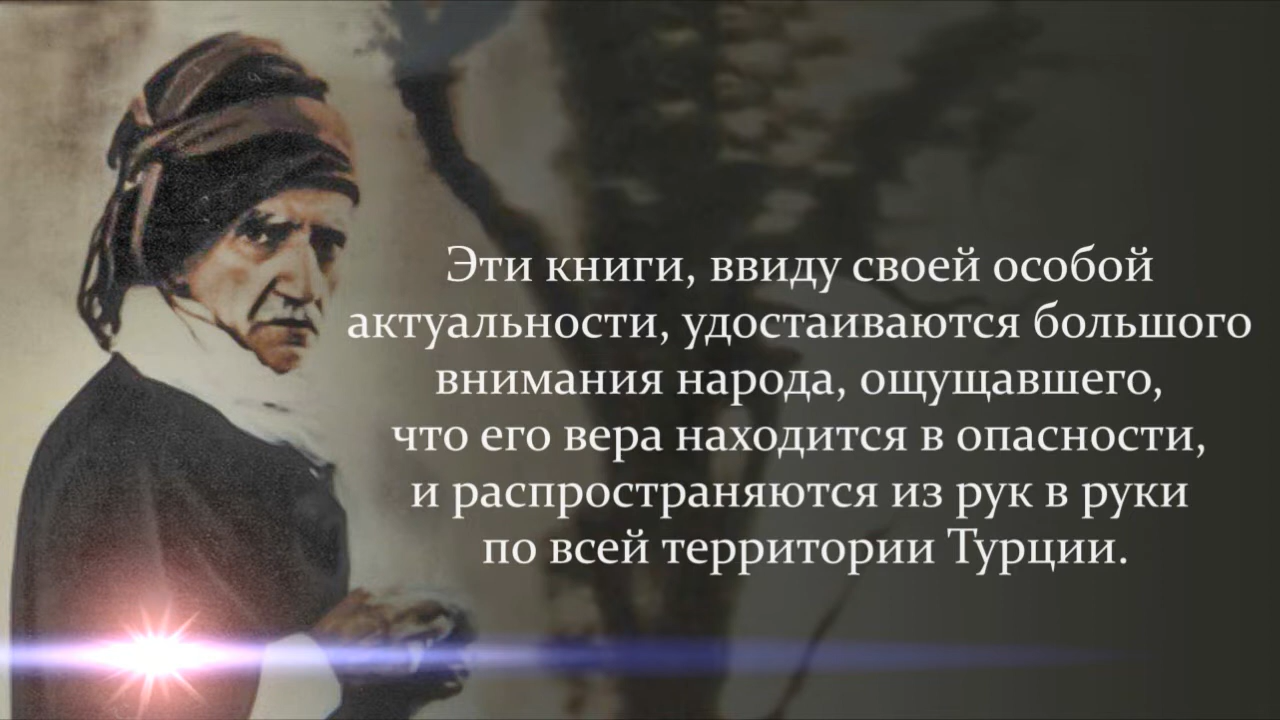 Эти книги, ввиду своей особой
актуальности, удостаиваются большого
внимания народа, ощущавшего,
что его вера находится в опасности,
и распространяются из рук в руки
по всей территории Турции.